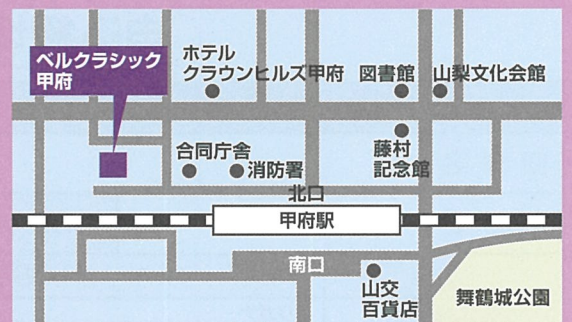 ベルクラシック
甲府
ホテル
クラウンヒルズ甲府
図書館
山梨文化会館
合同庁舎
消防署
藤村
記念館
北口
甲府駅
南口
山交
百貨店
舞鶴城公園